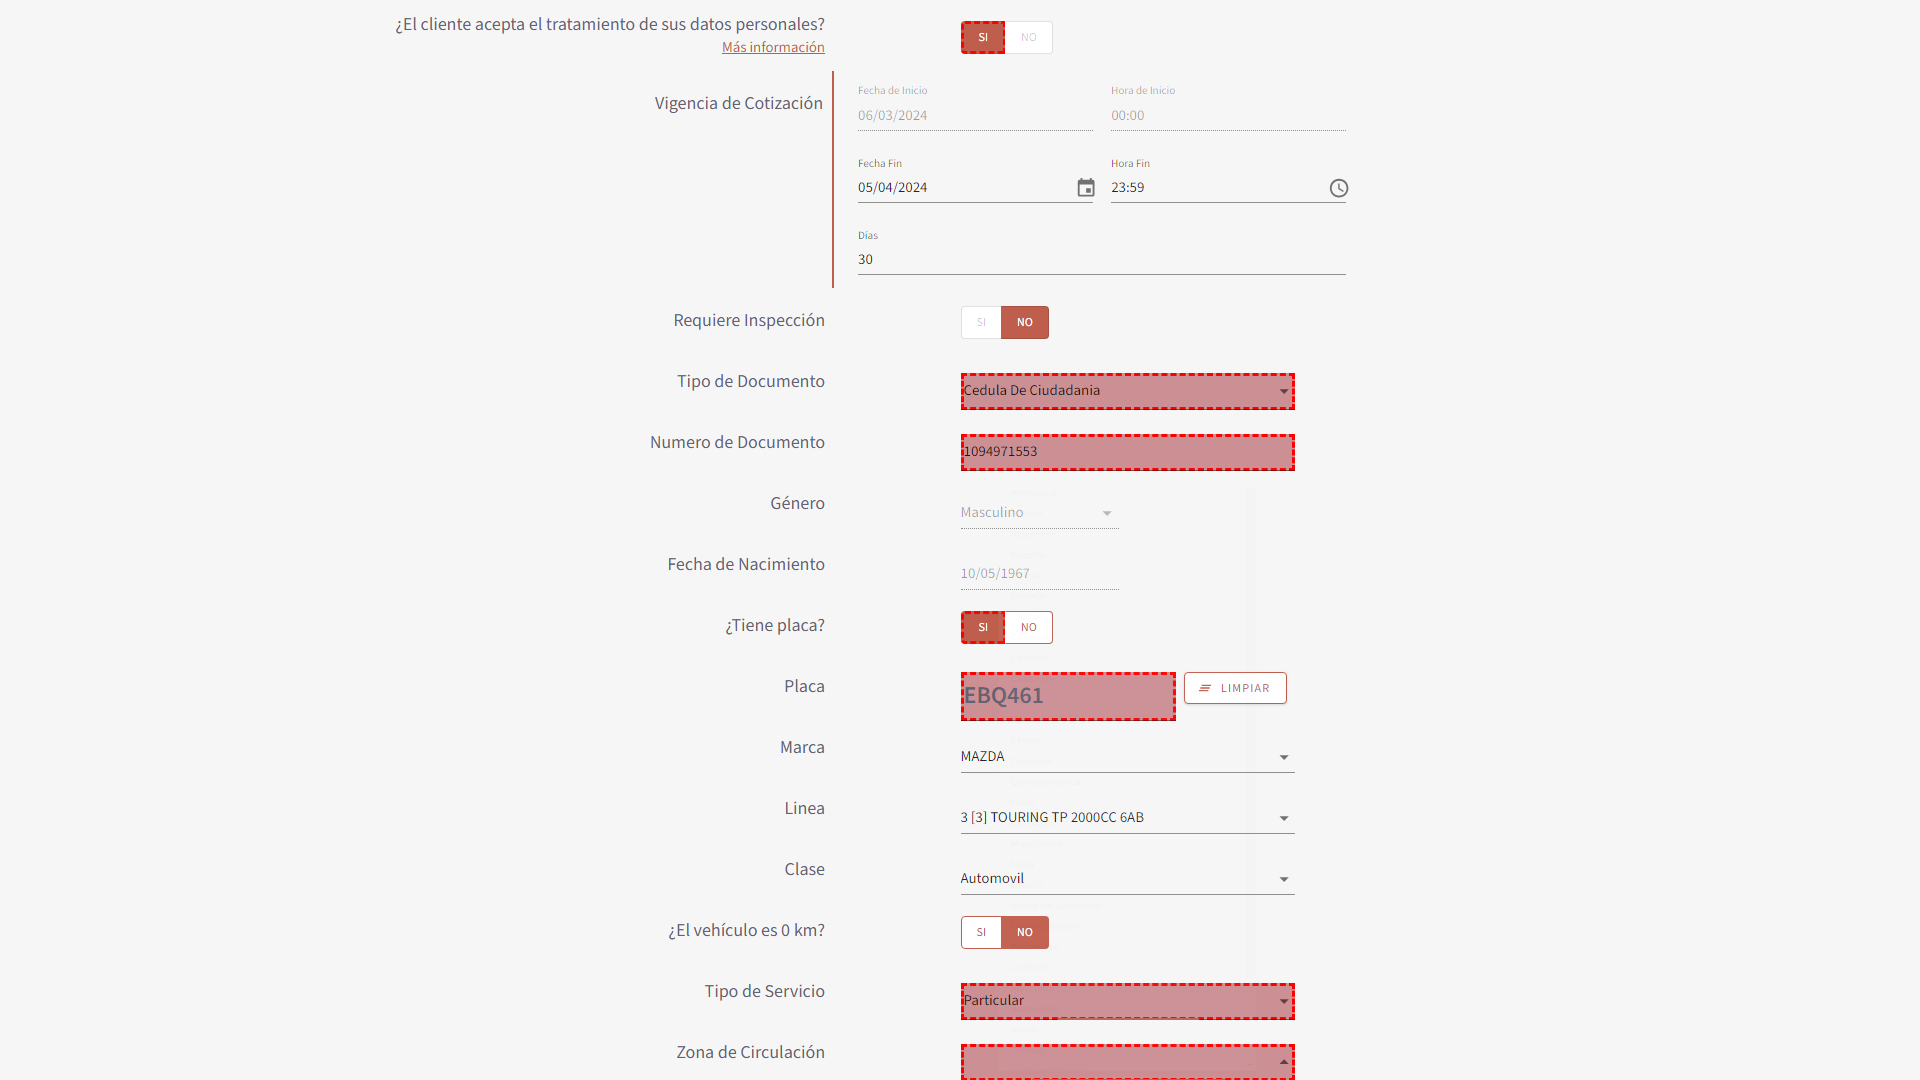 ¿El cliente acepta el tratamiento de sus datos personales?
Más información
SI NO
Vigencia de Cotización
Fecha de Inicio
06/03/2024
Hora de Inicio
00:00
Fecha Fin
05/04/2024
Hora Fin
23:59
Días
30
Requiere Inspección
SI NO
Tipo de Documento
Cedula De Ciudadania
Numero de Documento
1094971553
Género
Masculino
Fecha de Nacimiento
10/05/1967
¿Tiene placa?
SI NO
Placa
EBQ461
LIMPIAR
Marca
MAZDA
Linea
3 [3] TOURING TP 2000CC 6AB
Clase
Automovil
¿El vehículo es 0 km?
SI NO
Tipo de Servicio
Particular
Zona de Circulación